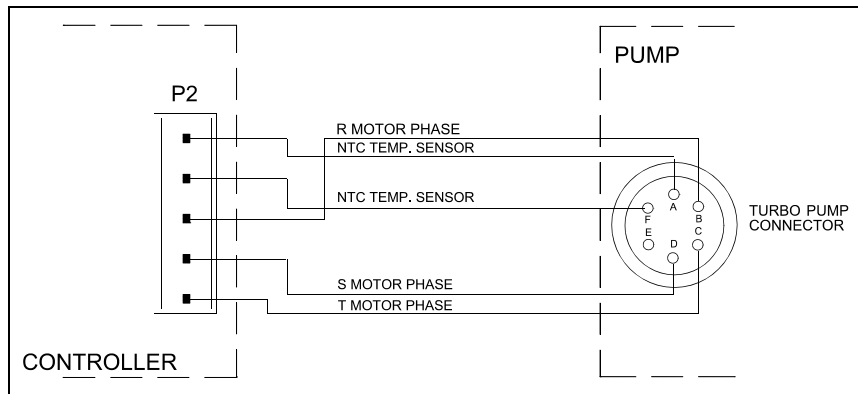 PUMP
P2
R MOTOR PHASE
NTC TEMP. SENSOR
NTC TEMP. SENSOR
A
B
F
TURBO PUMP
CONNECTOR
E
D
C
S MOTOR PHASE
T MOTOR PHASE
CONTROLLER